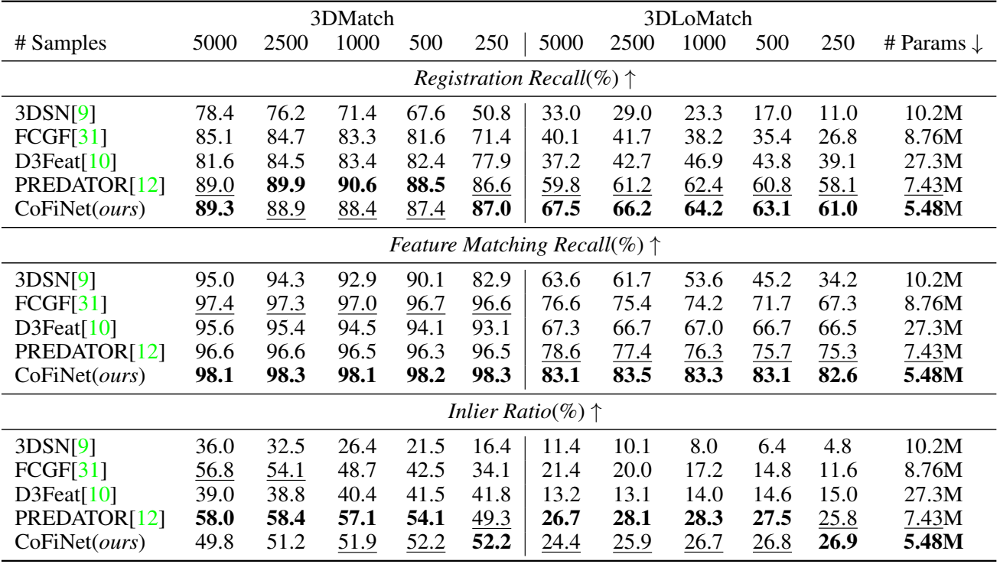 3DMatch 3DLoMatch
# Samples 5000 2500 1000 500 250 5000 2500 1000 500 250 # Params ↓
Registration Recall(%) ↑
3DSN[9] 78.4 76.2 71.4 67.6 50.8 33.0 29.0 23.3 17.0 11.0 10.2M
FCGF[31] 85.1 84.7 83.3 81.6 71.4 40.1 41.7 38.2 35.4 26.8 8.76M
D3Feat[10] 81.6 84.5 83.4 82.4 77.9 37.2 42.7 46.9 43.8 39.1 27.3M
PREDATOR[12] 89.0 89.9 90.6 88.5 86.6 59.8 61.2 62.4 60.8 58.1 7.43M
CoFiNet(ours) 89.3 88.9 88.4 87.4 87.0 67.5 66.2 64.2 63.1 61.0 5.48M
Feature Matching Recall(%) ↑
3DSN[9] 95.0 94.3 92.9 90.1 82.9 63.6 61.7 53.6 45.2 34.2 10.2M
FCGF[31] 97.4 97.3 97.0 96.7 96.6 76.6 75.4 74.2 71.7 67.3 8.76M
D3Feat[10] 95.6 95.4 94.5 94.1 93.1 67.3 66.7 67.0 66.7 66.5 27.3M
PREDATOR[12] 96.6 96.6 96.5 96.3 96.5 78.6 77.4 76.3 75.7 75.3 7.43M
CoFiNet(ours) 98.1 98.3 98.1 98.2 98.3 83.1 83.5 83.3 83.1 82.6 5.48M
Inlier Ratio(%) ↑
3DSN[9] 36.0 32.5 26.4 21.5 16.4 11.4 10.1 8.0 6.4 4.8 10.2M
FCGF[31] 56.8 54.1 48.7 42.5 34.1 21.4 20.0 17.2 14.8 11.6 8.76M
D3Feat[10] 39.0 38.8 40.4 41.5 41.8 13.2 13.1 14.0 14.6 15.0 27.3M
PREDATOR[12] 58.0 58.4 57.1 54.1 49.3 26.7 28.1 28.3 27.5 25.8 7.43M
CoFiNet(ours) 49.8 51.2 51.9 52.2 52.2 24.4 25.9 26.7 26.8 26.9 5.48M